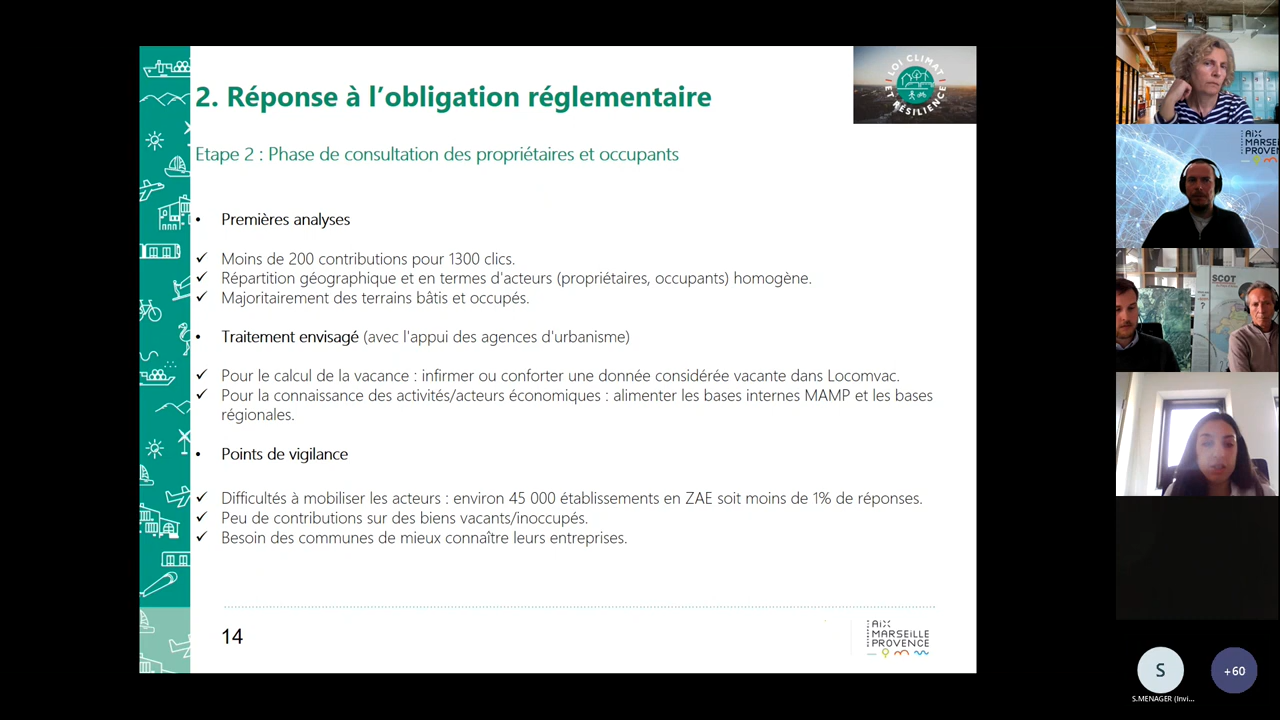 2. Réponse à l’obligation réglementaire
LOI CLIMAT
ET RÉSILIENCE
Etape 2 : Phase de consultation des propriétaires et occupants
• Premières analyses
✓ Moins de 200 contributions pour 1300 clics.
✓ Répartition géographique et en termes d'acteurs (propriétaires, occupants) homogène.
✓ Majoritairement des terrains bâtis et occupés.
• Traitement envisagé (avec l'appui des agences d'urbanisme)
✓ Pour le calcul de la vacance : infirmer ou conforter une donnée considérée vacante dans Locomvac.
✓ Pour la connaissance des activités/acteurs économiques : alimenter les bases internes MAMP et les bases
régionales.
• Points de vigilance
✓ Difficultés à mobiliser les acteurs : environ 45 000 établissements en ZAE soit moins de 1% de réponses.
✓ Peu de contributions sur des biens vacants/inoccupés.
✓ Besoin des communes de mieux connaître leurs entreprises.
14
AIX
MARSEILLE
PROVENCE
AIX
MARSEILLE
PROVEN
SCOT
S
S.MENAGER (Invi...
+60